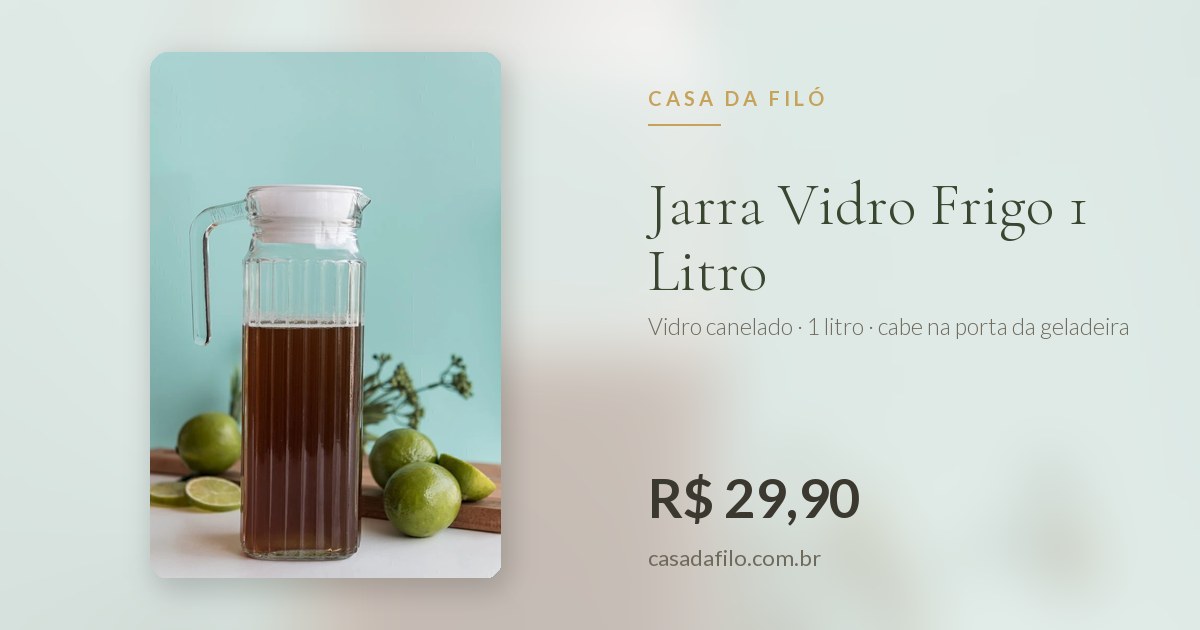 CASA DA FILÓ
Jarra Vidro Frigo 1
Litro
Vidro canelado · 1 litro · cabe na porta da geladeira
R$ 29,90
casadafilo.com.br